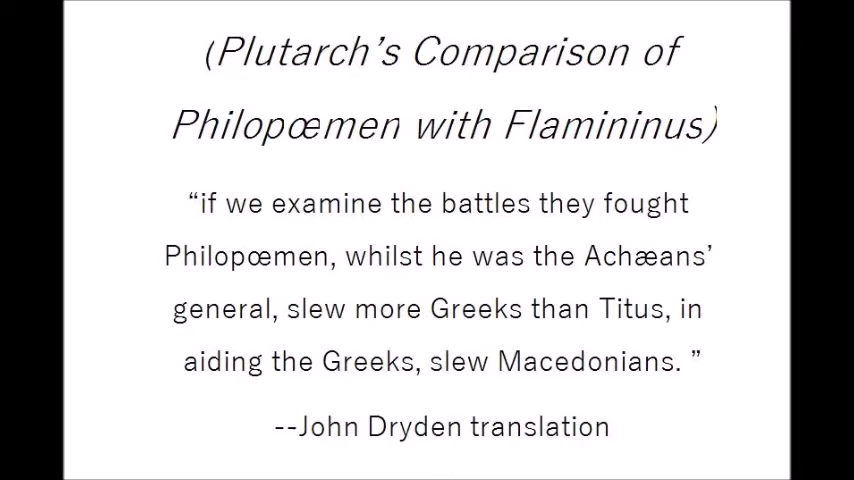 (Plutarch’s Comparison of
Philopœmen with Flamininus)
“if we examine the battles they fought
Philopœmen, whilst he was the Achæans’
general, slew more Greeks than Titus, in
aiding the Greeks, slew Macedonians. ”
--John Dryden translation